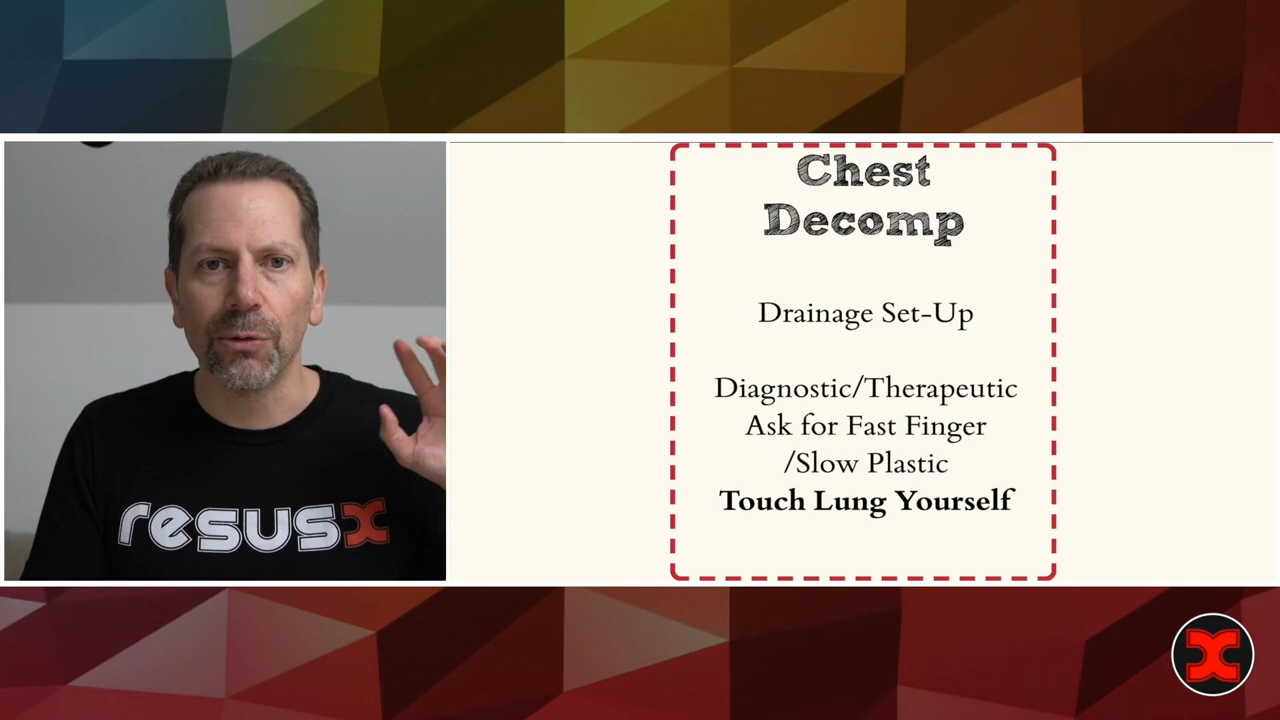 Chest
Decomp
Drainage Set-Up
Diagnostic/Therapeutic
Ask for Fast Finger
/Slow Plastic
Touch Lung Yourself
resusx
X